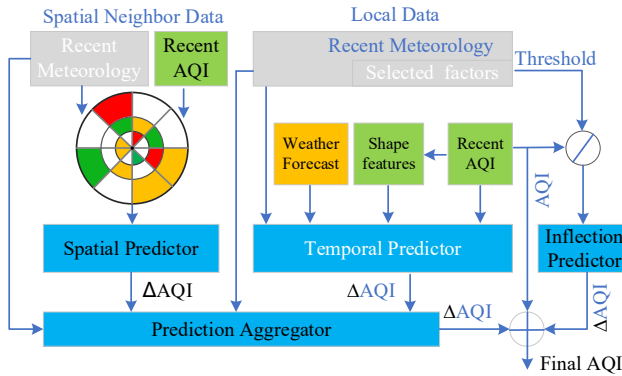 Spatial Neighbor Data
Local Data
Recent
Meteorology
Recent
AQI
Recent Meteorology
Selected factors
Threshold
Weather
Forecast
Shape
features
Recent
AQI
AQI
Spatial Predictor
Temporal Predictor
Inflection
Predictor
ΔAQI
ΔAQI
ΔAQI
ΔAQI
Prediction Aggregator
Final AQI